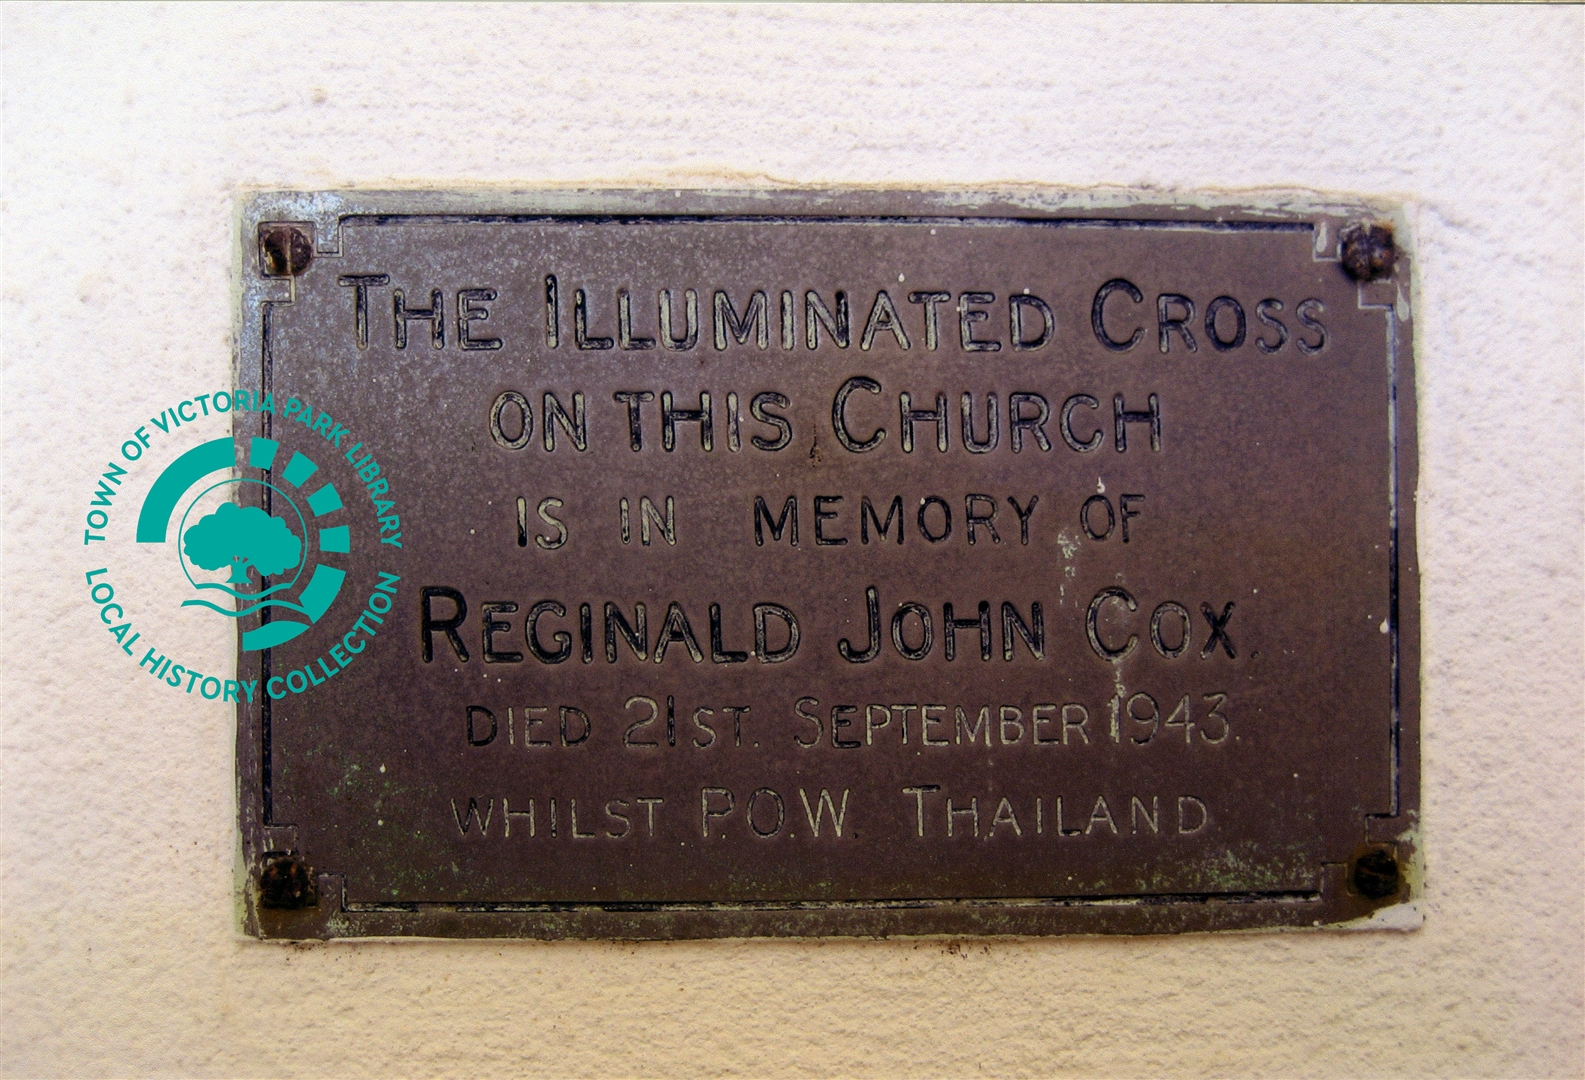 The Illuminated Cross
on this Church
is in memory of
Reginald John Cox.
died 21st. September 1943.
whilst P.O.W. Thailand
TOWN OF VICTORIA PARK LIBRARY
LOCAL HISTORY COLLECTION